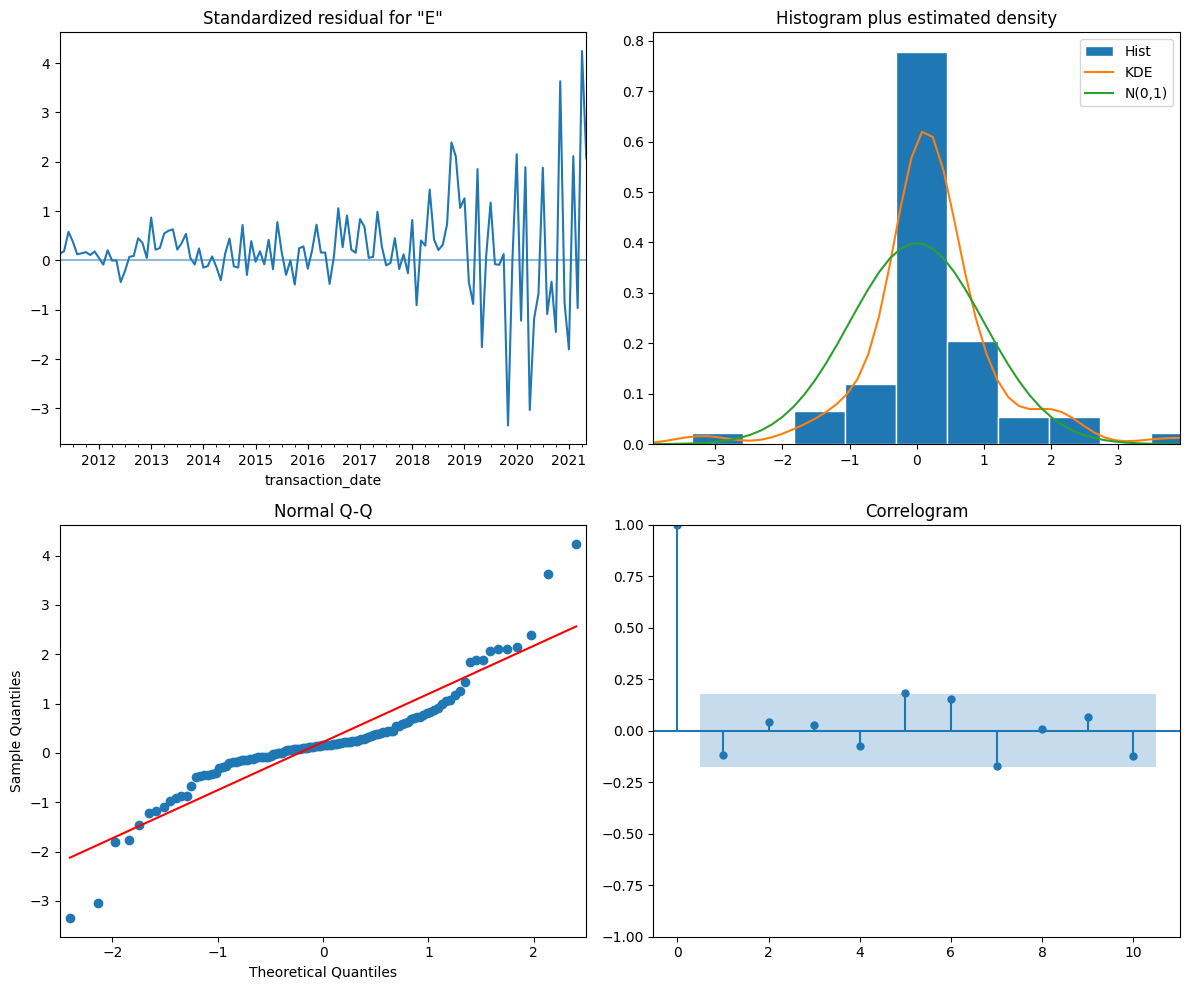 Standardized residual for "E"
4
3
2
1
0
−1
−2
−3
2012 2013 2014 2015 2016 2017 2018 2019 2020 2021
transaction_date
Histogram plus estimated density
0.8
0.7
0.6
0.5
0.4
0.3
0.2
0.1
0.0
Hist
KDE
N(0,1)
−3 −2 −1 0 1 2 3
Normal Q-Q
Sample Quantiles
4
3
2
1
0
−1
−2
−3
−2 −1 0 1 2
Theoretical Quantiles
Correlogram
1.00
0.75
0.50
0.25
0.00
−0.25
−0.50
−0.75
−1.00
0 2 4 6 8 10